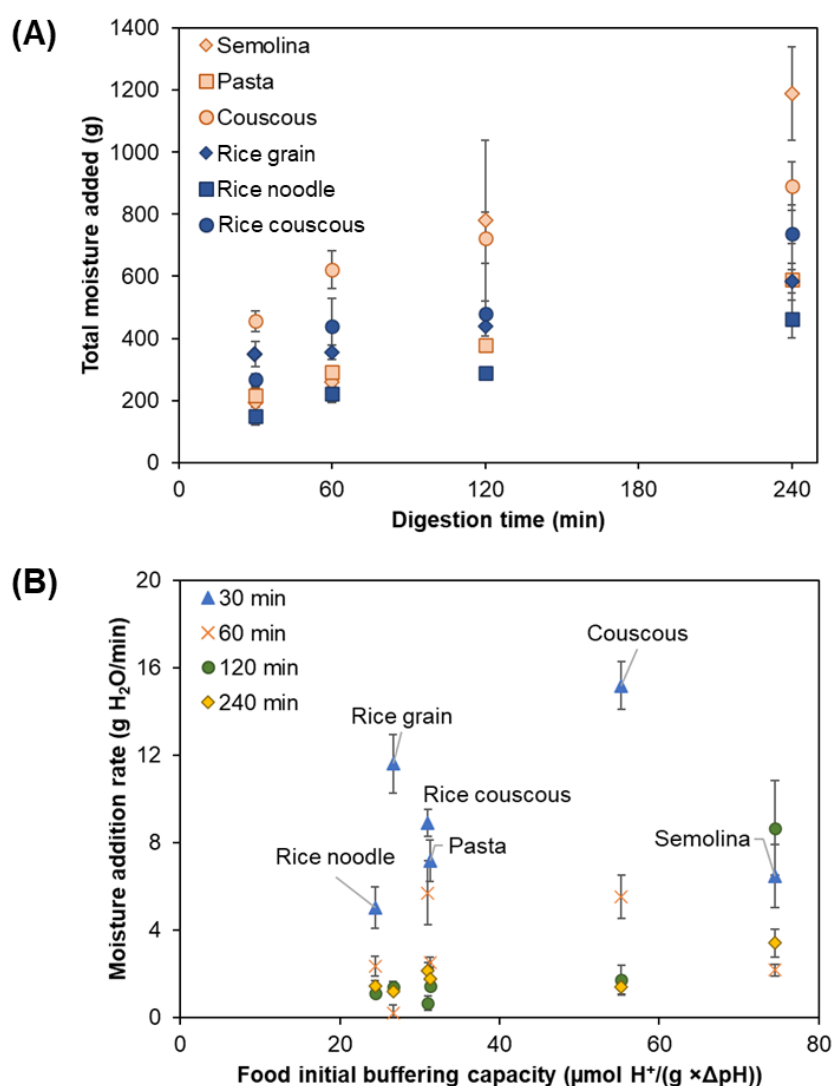 (A)
1400
1200
1000
800
600
400
200
0
Total moisture added (g)
Semolina
Pasta
Couscous
Rice grain
Rice noodle
Rice couscous
0 60 120 180 240
Digestion time (min)
(B)
20
16
12
8
4
0
Moisture addition rate (g H₂O/min)
30 min
60 min
120 min
240 min
Couscous
Rice grain
Rice couscous
Pasta
Semolina
Rice noodle
0 20 40 60 80
Food initial buffering capacity (μmol H⁺/(g ×ΔpH))